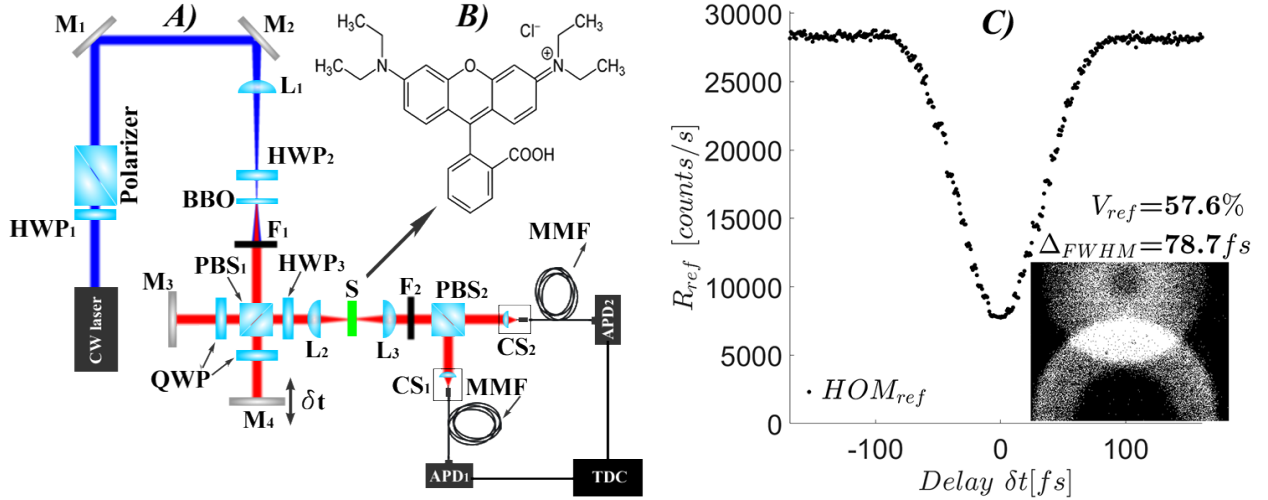 A)
M1
M2
L1
Polarizer
HWP1
HWP2
BBO
F1
CW laser
PBS1
HWP3
M3
S
F2
PBS2
MMF
APD2
L2
L3
CS2
QWP
M4
δt
CS1
MMF
APD1
TDC
B)
H3C
CH3
Cl−
N
O
N
+
H3C
CH3
COOH
C)
30000
25000
20000
15000
10000
5000
0
Rref [counts/s]
Vref=57.6%
ΔFWHM=78.7fs
HOMref
-100
0
100
Delay δt[fs]